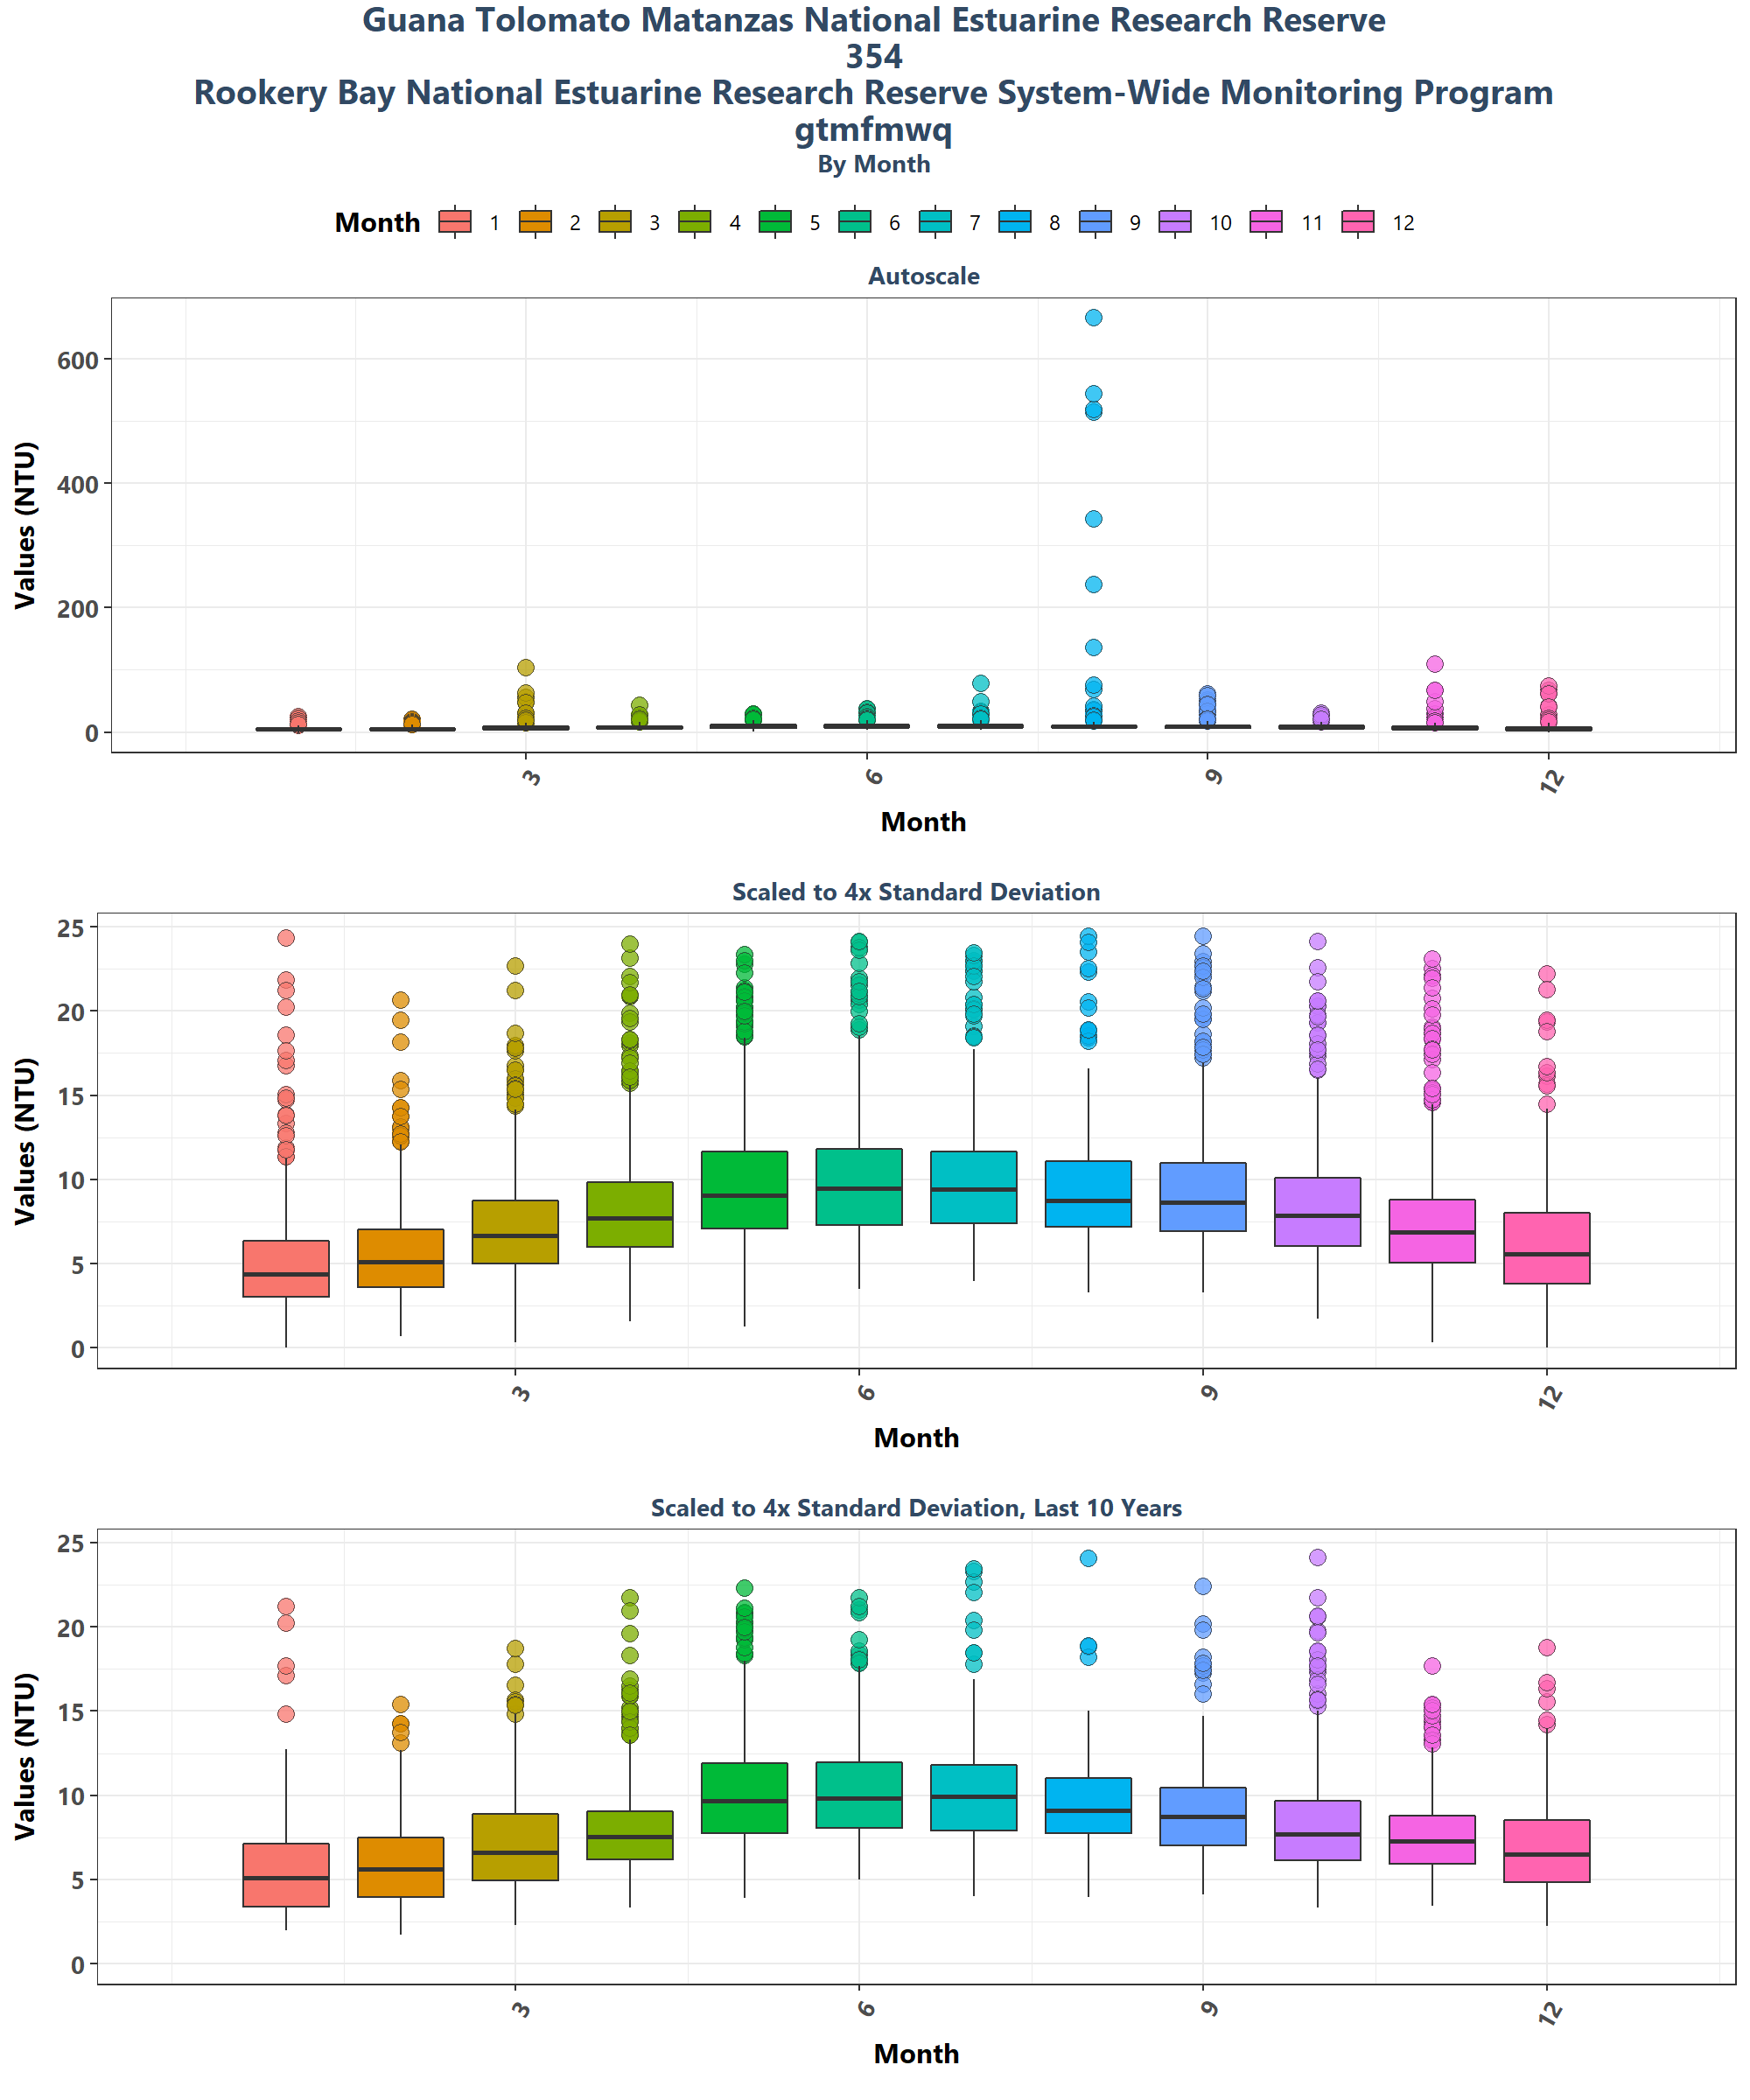 Guana Tolomato Matanzas National Estuarine Research Reserve
354
Rookery Bay National Estuarine Research Reserve System-Wide Monitoring Program
gtmfmwq
By Month
Month 1 2 3 4 5 6 7 8 9 10 11 12
Autoscale
Values (NTU)
600
400
200
0
3 6 9 12
Month
Scaled to 4x Standard Deviation
Values (NTU)
25
20
15
10
5
0
3 6 9 12
Month
Scaled to 4x Standard Deviation, Last 10 Years
Values (NTU)
25
20
15
10
5
0
3 6 9 12
Month